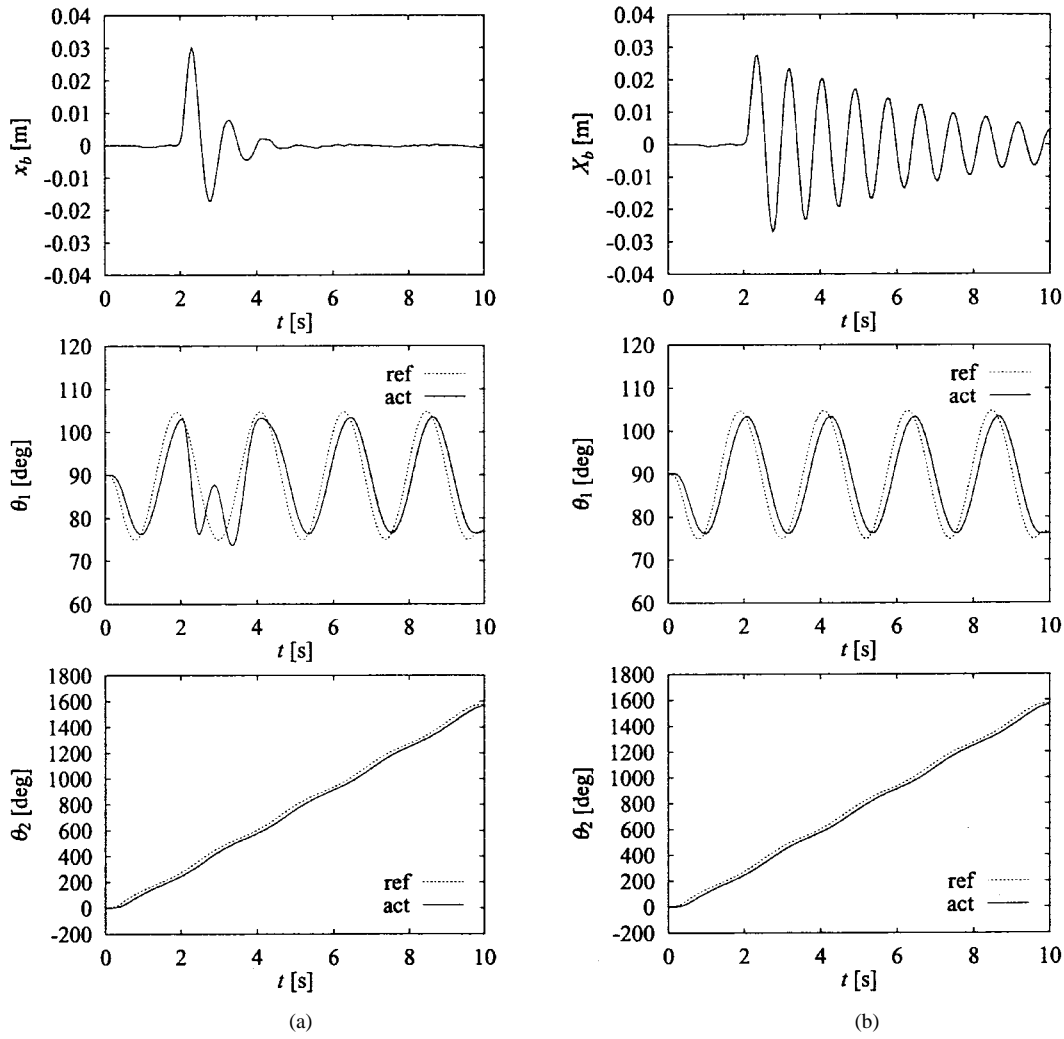 0.04
0.03
0.02
0.01
0
-0.01
-0.02
-0.03
-0.04
x_b [m]
0 2 4 6 8 10
t [s]
0.04
0.03
0.02
0.01
0
-0.01
-0.02
-0.03
-0.04
X_b [m]
0 2 4 6 8 10
t [s]
120
110
100
90
80
70
60
θ1 [deg]
ref
act
0 2 4 6 8 10
t [s]
120
110
100
90
80
70
60
θ1 [deg]
ref
act
0 2 4 6 8 10
t [s]
1800
1600
1400
1200
1000
800
600
400
200
0
-200
θ2 [deg]
ref
act
0 2 4 6 8 10
t [s]
1800
1600
1400
1200
1000
800
600
400
200
0
-200
θ2 [deg]
ref
act
0 2 4 6 8 10
t [s]
(a)
(b)